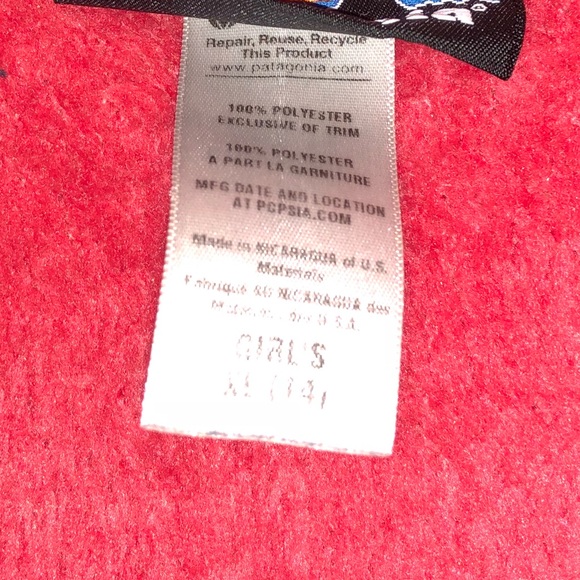 Repair, Reuse, Recycle
This Product
www.patagonia.com
100% POLYESTER
EXCLUSIVE OF TRIM
100% POLYESTER
A PART LA GARNITURE
MFG DATE AND LOCATION
AT PCPSIA.COM
Made in NICARAGUA of U.S.
Materials
Fabrique au NICARAGUA des
U.S.A.
GIRL'S
XL (14)